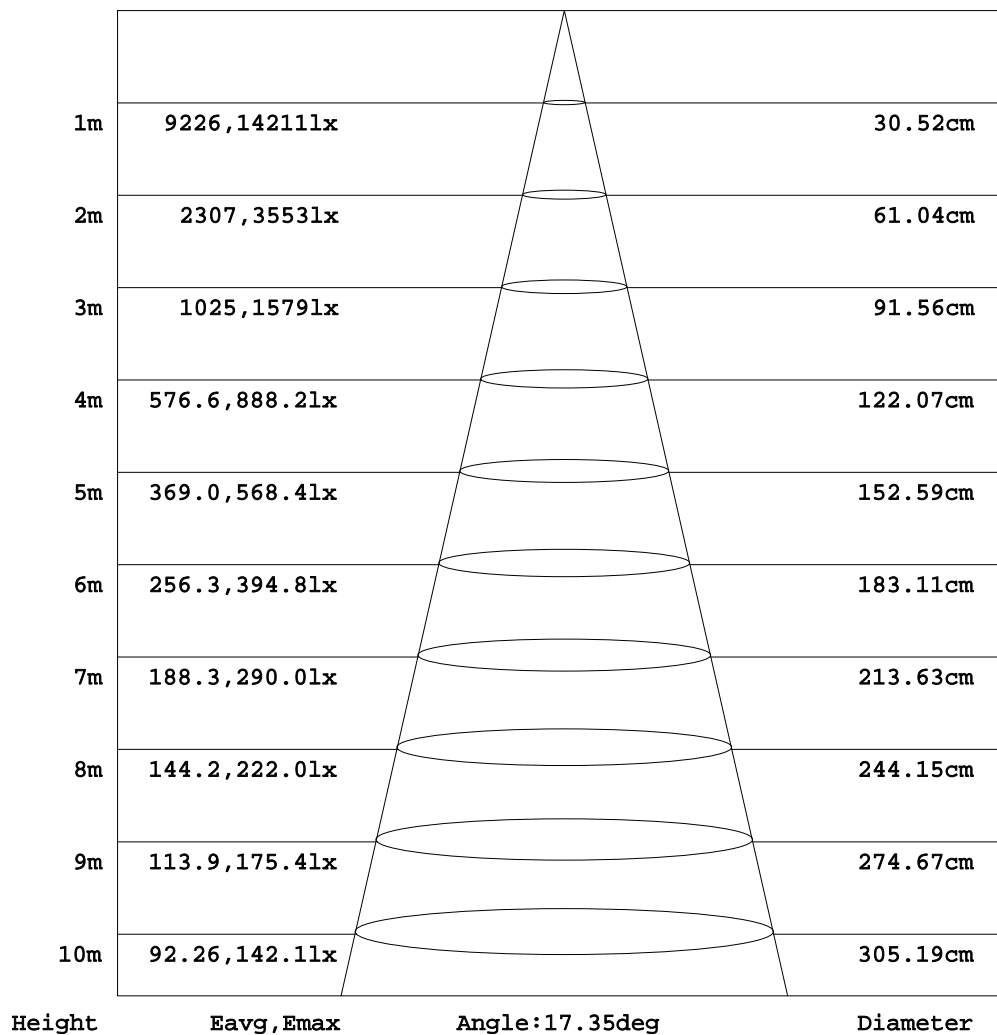 1m 9226,14211lx 30.52cm
2m 2307,3553lx 61.04cm
3m 1025,1579lx 91.56cm
4m 576.6,888.2lx 122.07cm
5m 369.0,568.4lx 152.59cm
6m 256.3,394.8lx 183.11cm
7m 188.3,290.0lx 213.63cm
8m 144.2,222.0lx 244.15cm
9m 113.9,175.4lx 274.67cm
10m 92.26,142.1lx 305.19cm
Height Eavg,Emax Angle:17.35deg Diameter